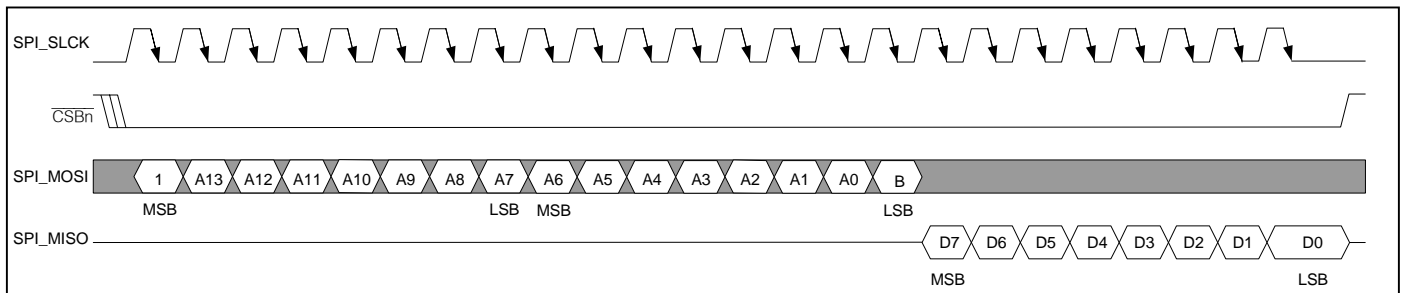 SPI_SLCK
CSBn
SPI_MOSI 1 A13 A12 A11 A10 A9 A8 A7 A6 A5 A4 A3 A2 A1 A0 B
MSB LSB MSB LSB
SPI_MISO D7 D6 D5 D4 D3 D2 D1 D0
MSB LSB